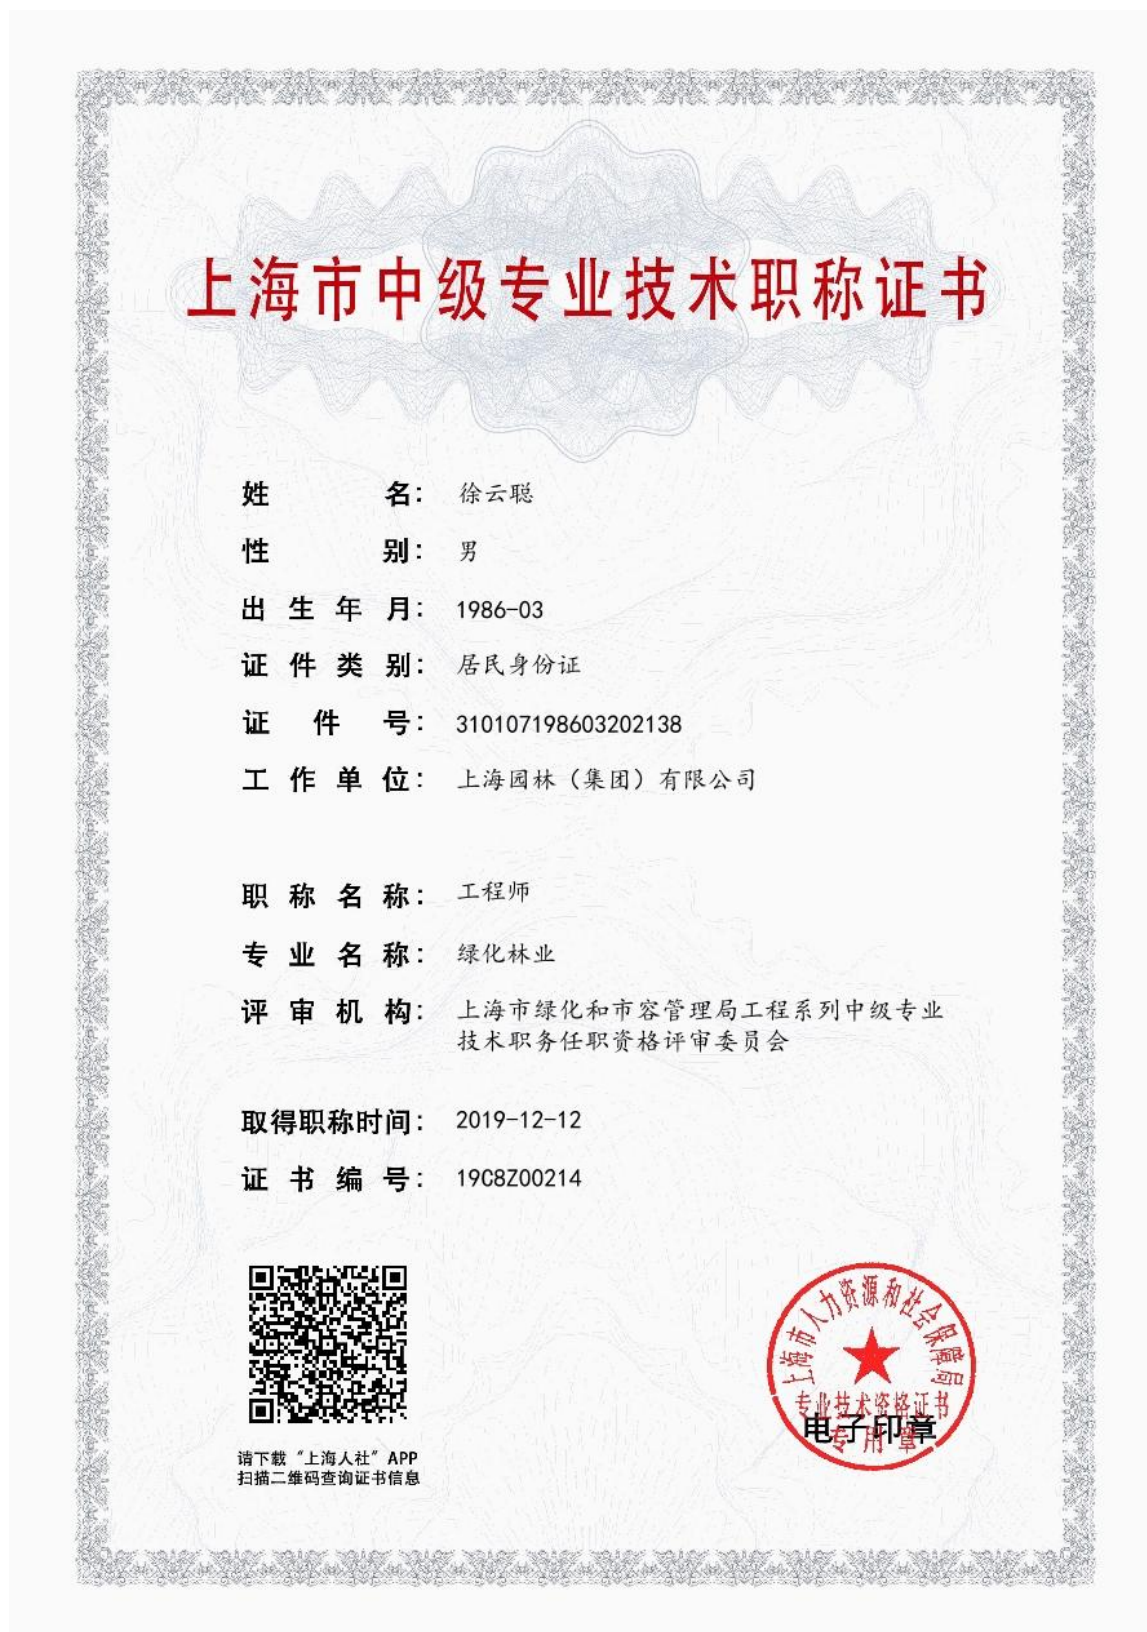 上海市中级专业技术职称证书
姓名：徐云聪
性别：男
出生年月：1986-03
证件类别：居民身份证
证件号：310107198603202138
工作单位：上海园林（集团）有限公司
职称名称：工程师
专业名称：绿化林业
评审机构：上海市绿化和市容管理局工程系列中级专业
技术职务任职资格评审委员会
取得职称时间：2019-12-12
证书编号：19C8Z00214
上海市人力资源和社会保障局
专业技术资格证书
电子印章
专用章
请下载“上海人社”APP
扫描二维码查询证书信息